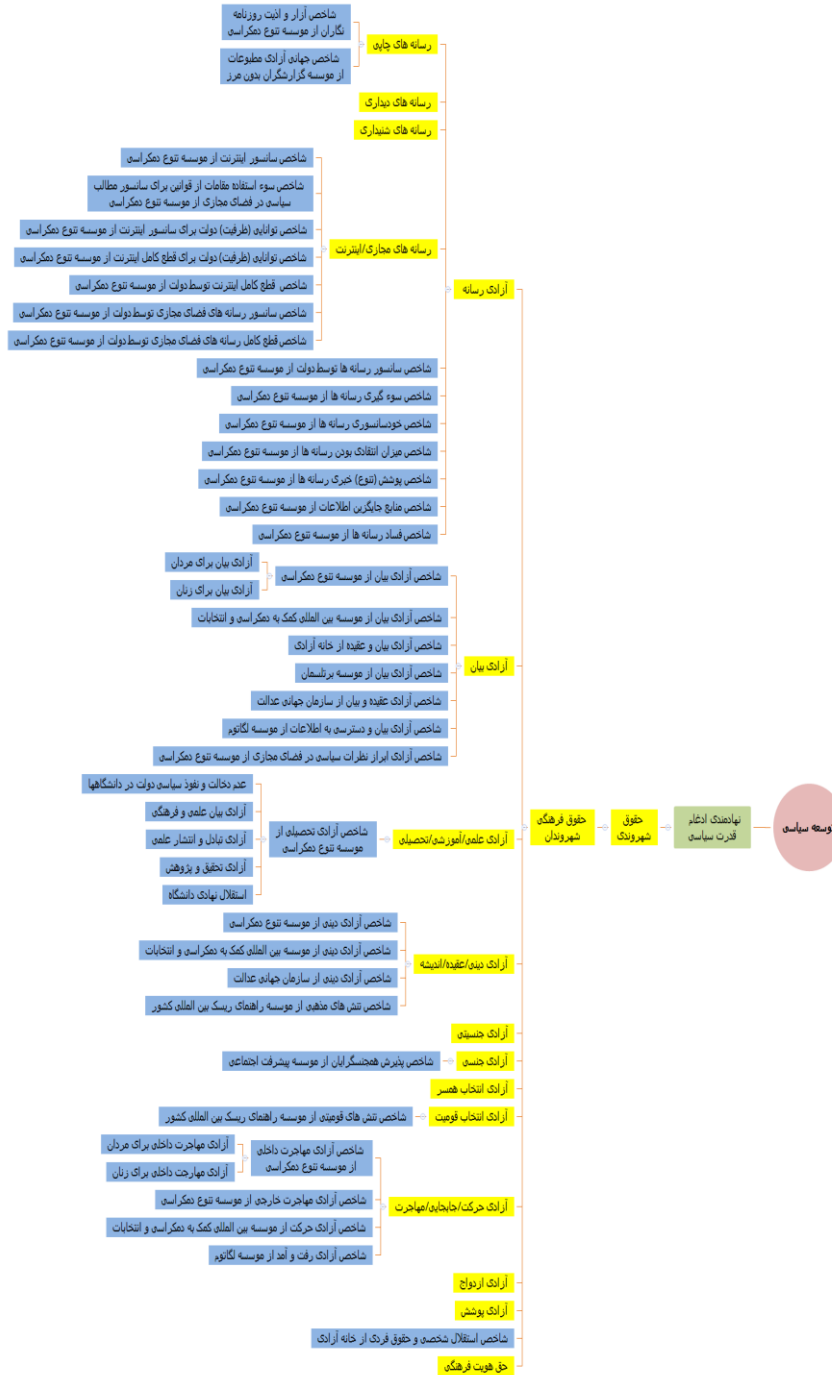 توسعه سیاسی
نهادمندی ادغام
قدرت سیاسی
حقوق
شهروندی
حقوق فرهنگی
شهروندان
آزادی رسانه
رسانه های چاپی
شاخص آزار و اذیت روزنامه
نگاران از موسسه تنوع دمکراسی
شاخص جهانی آزادی مطبوعات
از موسسه گزارشگران بدون مرز
رسانه های دیداری
رسانه های شنیداری
رسانه های مجازی/اینترنت
شاخص سانسور اینترنت از موسسه تنوع دمکراسی
شاخص سوء استفاده مقامات از قوانین برای سانسور مطالب
سیاسی در فضای مجازی از موسسه تنوع دمکراسی
شاخص توانایی (ظرفیت) دولت برای سانسور اینترنت از موسسه تنوع دمکراسی
شاخص توانایی (ظرفیت) دولت برای قطع کامل اینترنت از موسسه تنوع دمکراسی
شاخص قطع کامل اینترنت توسط دولت از موسسه تنوع دمکراسی
شاخص سانسور رسانه های فضای مجازی توسط دولت از موسسه تنوع دمکراسی
شاخص قطع کامل رسانه های فضای مجازی توسط دولت از موسسه تنوع دمکراسی
شاخص سانسور رسانه ها توسط دولت از موسسه تنوع دمکراسی
شاخص سوء گیری رسانه ها از موسسه تنوع دمکراسی
شاخص خودسانسوری رسانه ها از موسسه تنوع دمکراسی
شاخص میزان انتقادی بودن رسانه ها از موسسه تنوع دمکراسی
شاخص پوشش (تنوع) خبری رسانه ها از موسسه تنوع دمکراسی
شاخص منابع جایگزین اطلاعات از موسسه تنوع دمکراسی
شاخص فساد رسانه ها از موسسه تنوع دمکراسی
آزادی بیان
شاخص آزادی بیان از موسسه تنوع دمکراسی
آزادی بیان برای مردان
آزادی بیان برای زنان
شاخص آزادی بیان از موسسه بین المللی کمک به دمکراسی و انتخابات
شاخص آزادی بیان و عقیده از خانه آزادی
شاخص آزادی بیان از موسسه برتلسمان
شاخص آزادی عقیده و بیان از سازمان جهانی عدالت
شاخص آزادی بیان و دسترسی به اطلاعات از موسسه لگاتوم
شاخص آزادی ابراز نظرات سیاسی در فضای مجازی از موسسه تنوع دمکراسی
آزادی علمی/آموزشی/تحصیلی
شاخص آزادی تحصیلی از
موسسه تنوع دمکراسی
عدم دخالت و نفوذ سیاسی دولت در دانشگاهها
آزادی بیان علمی و فرهنگی
آزادی تبادل و انتشار علمی
آزادی تحقیق و پژوهش
استقلال نهادی دانشگاه
آزادی دینی/عقیده/اندیشه
شاخص آزادی دینی از موسسه تنوع دمکراسی
شاخص آزادی دینی از موسسه بین المللی کمک به دمکراسی و انتخابات
شاخص آزادی دینی از سازمان جهانی عدالت
شاخص تنش های مذهبی از موسسه راهنمای ریسک بین المللی کشور
آزادی جنسیتی
آزادی جنسی
شاخص پذیرش همجنسگرایان از موسسه پیشرفت اجتماعی
آزادی انتخاب همسر
آزادی انتخاب قومیت
شاخص تنش های قومیتی از موسسه راهنمای ریسک بین المللی کشور
آزادی حرکت/جابجایی/مهاجرت
شاخص آزادی مهاجرت داخلی
از موسسه تنوع دمکراسی
آزادی مهاجرت داخلی برای مردان
آزادی مهارجت داخلی برای زنان
شاخص آزادی مهاجرت خارجی از موسسه تنوع دمکراسی
شاخص آزادی حرکت از موسسه بین المللی کمک به دمکراسی و انتخابات
شاخص آزادی رفت و آمد از موسسه لگاتوم
آزادی ازدواج
آزادی پوشش
شاخص استقلال شخصی و حقوق فردی از خانه آزادی
حق هویت فرهنگی